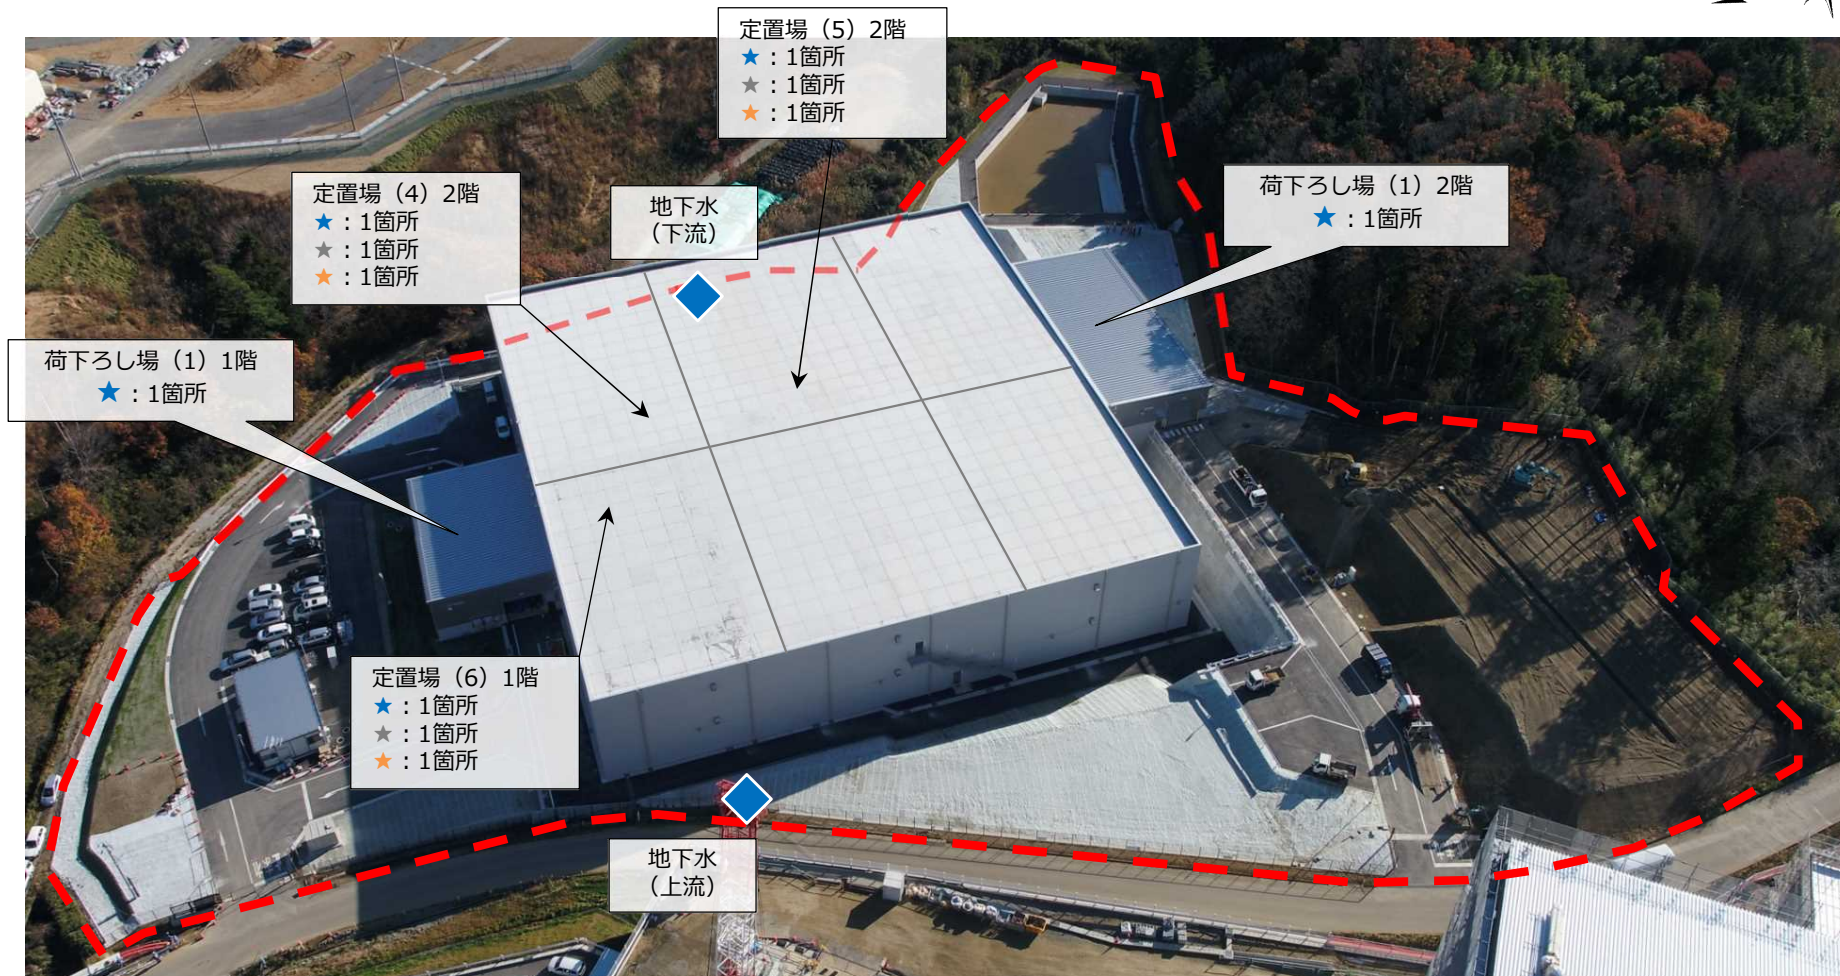 定置場（5）2階
★：1箇所
★：1箇所
★：1箇所
定置場（4）2階
★：1箇所
★：1箇所
★：1箇所
地下水
（下流）
荷下ろし場（1）2階
★：1箇所
荷下ろし場（1）1階
★：1箇所
定置場（6）1階
★：1箇所
★：1箇所
★：1箇所
地下水
（上流）